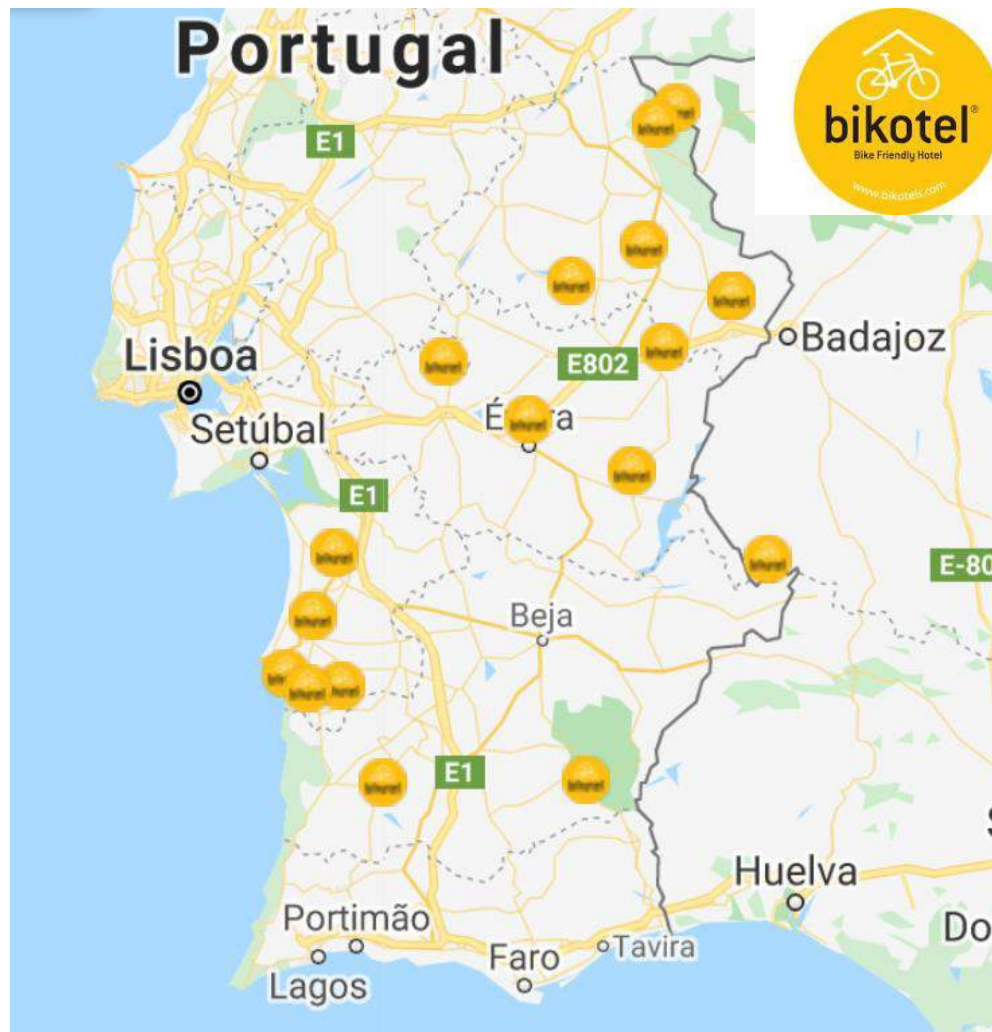 Portugal
bikotel®
Bike Friendly Hotel
www.bikotels.com
E1
Badajoz
Lisboa
E802
Setúbal
E1
E-80
Beja
E1
Huelva
Portimão
Do
Tavira
Faro
Lagos